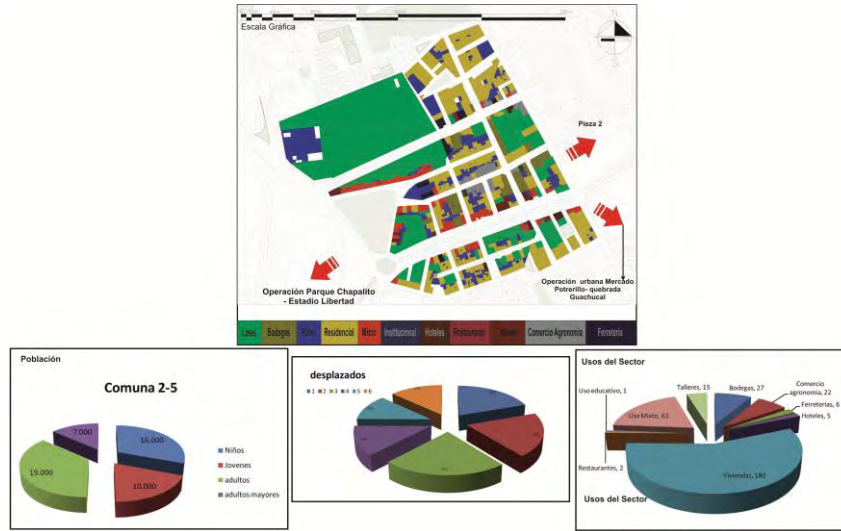 Escala Gráfica
N
Pieza 2
Operación Parque Chapalito
- Estadio Libertad
Operación urbana Mercado
Potrerillo- quebrada
Guachucal
Lotes
Bodegas
Residencial
Mixto
Institucional
Hoteles
Restaurante
Comercio Agronomía
Ferretería
Población
Comuna 2-5
7.000
16.000
19.000
10.000
Niños
Jovenes
adultos
adultos mayores
desplazados
1 2 3 4 5 6
Usos del Sector
Uso educativo, 1
Talleres, 15
Bodegas, 27
Comercio
agronomia, 22
Ferreterias, 6
Hoteles, 5
Uso Mixto, 61
Restaurantes, 2
Viviendas, 180
Usos del Sector